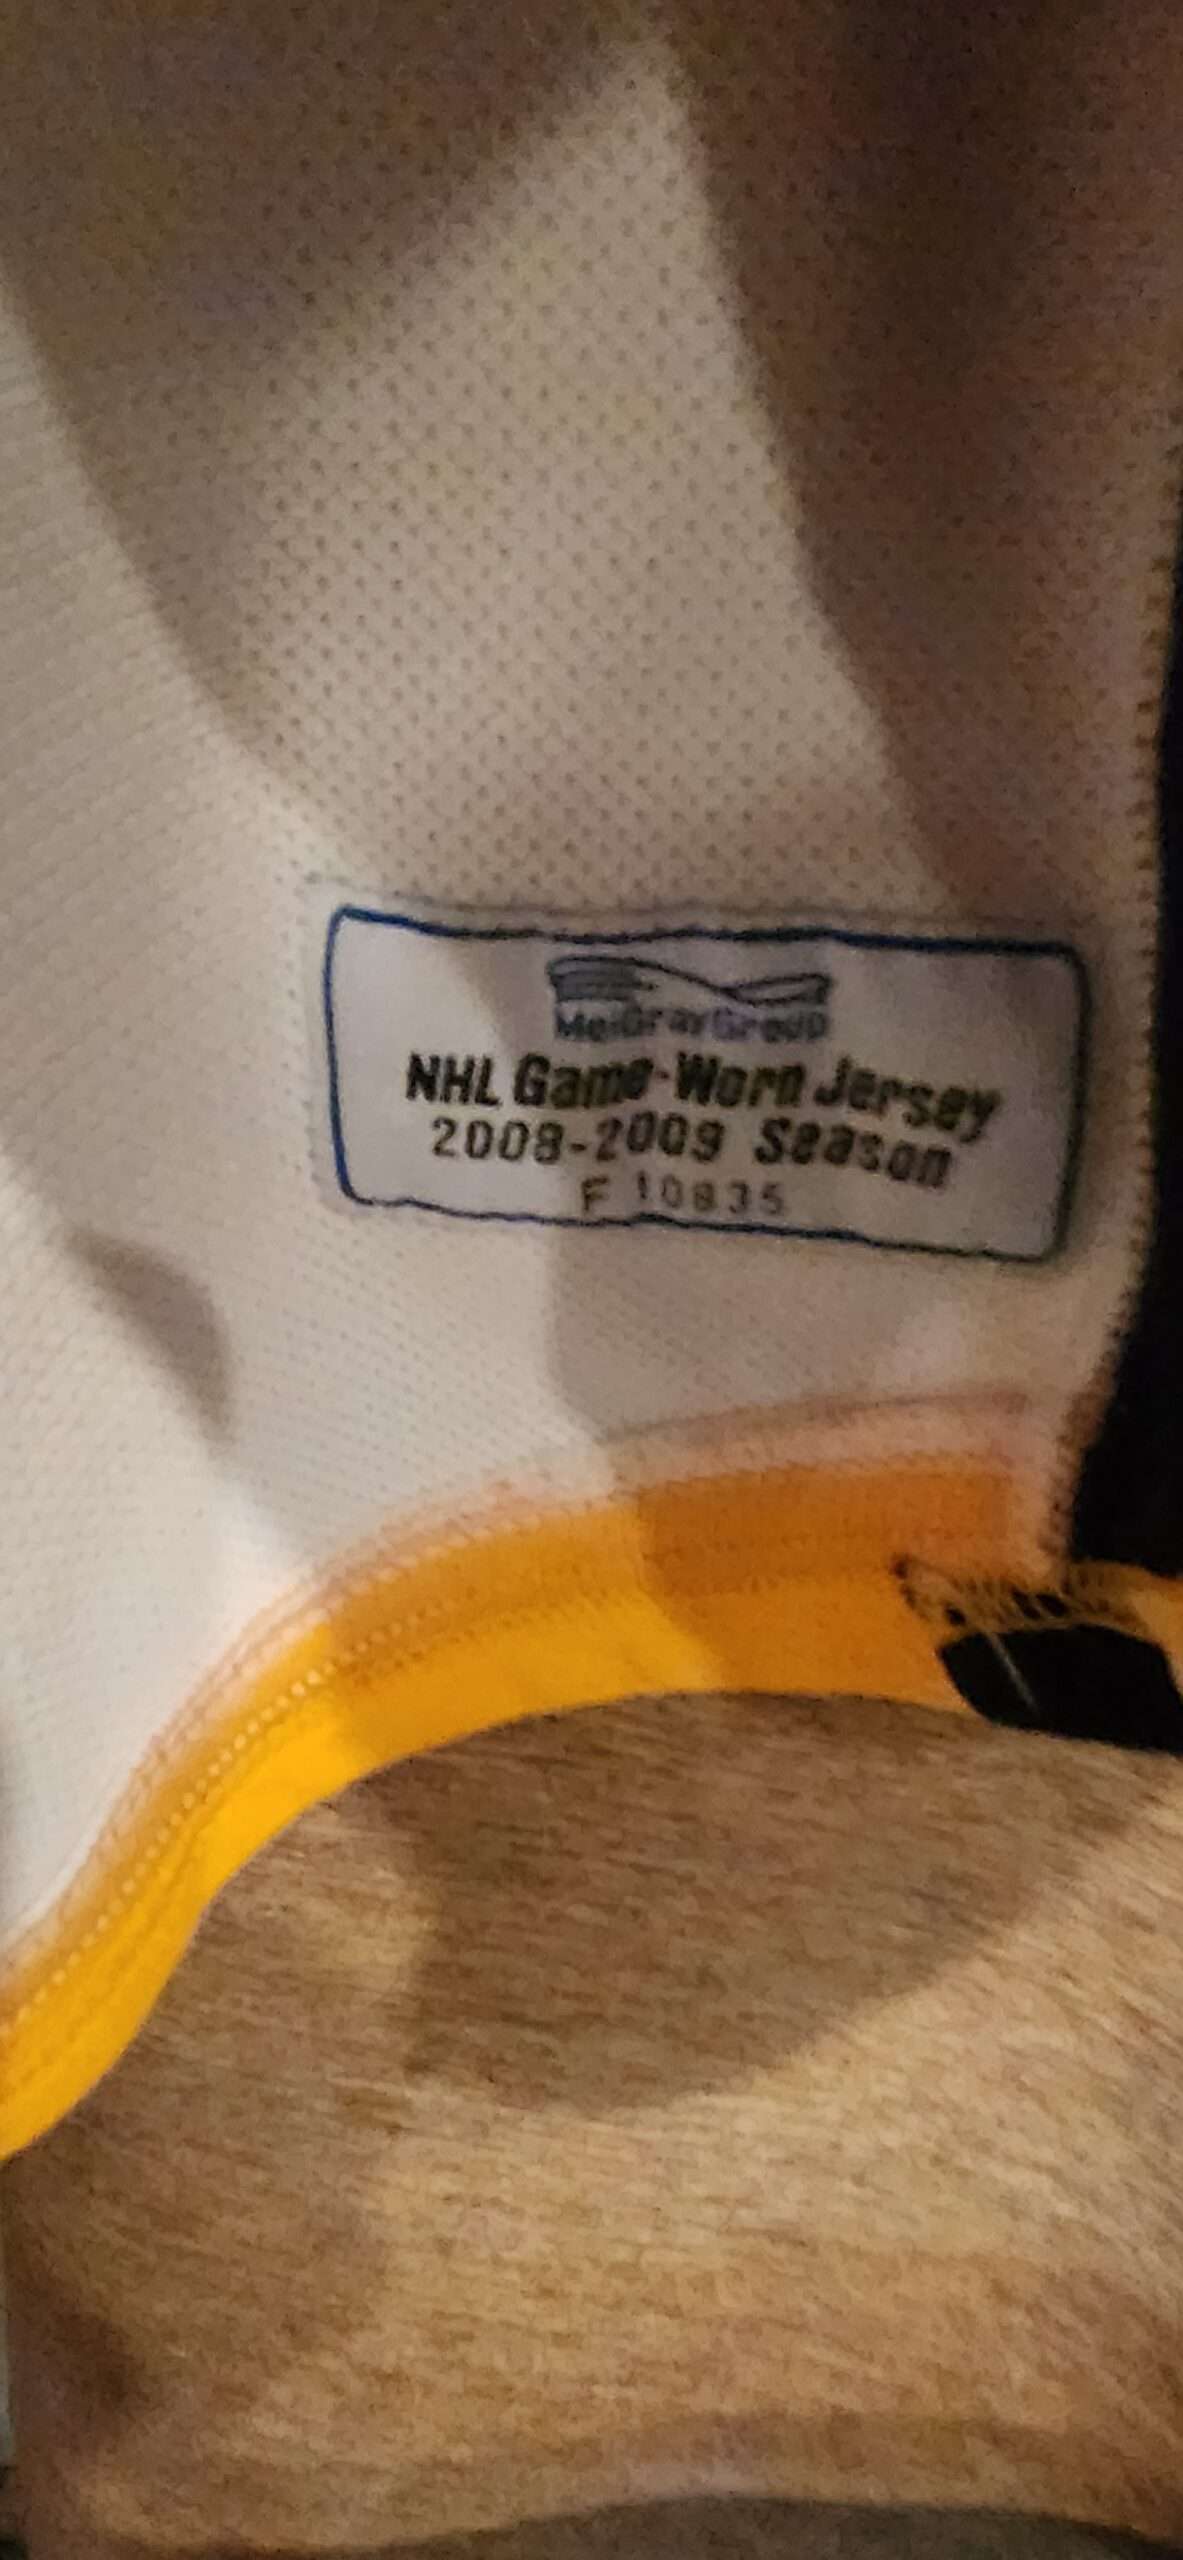 MeiGrayGroup
NHL Game-Worn Jersey
2008-2009 Season
F 10835